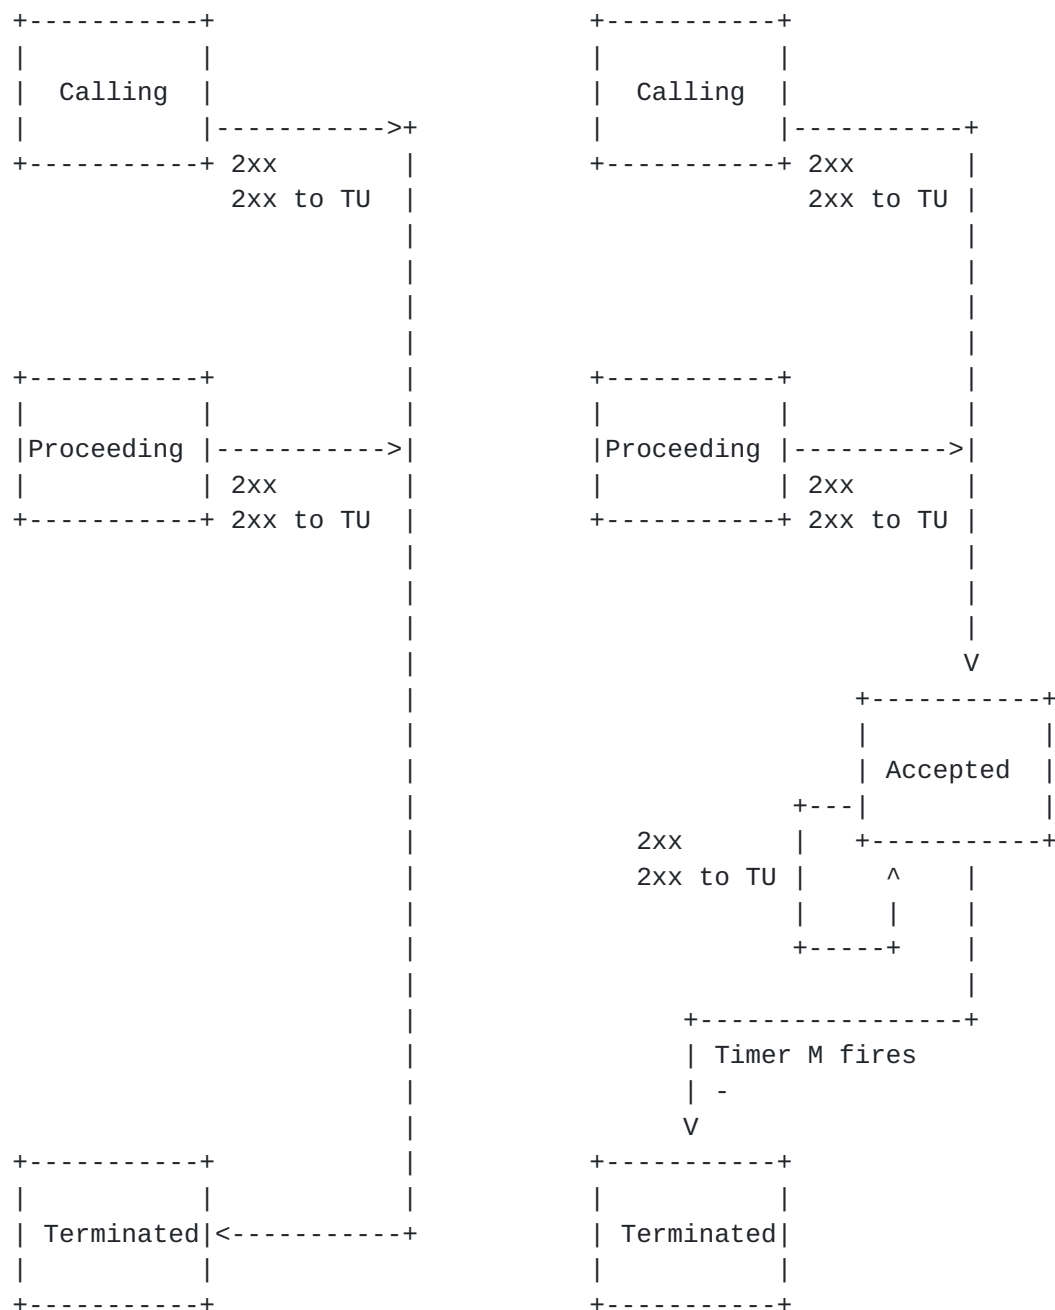 Calling Calling
2xx 2xx
2xx to TU 2xx to TU
Proceeding Proceeding
2xx 2xx
2xx to TU 2xx to TU
V
Accepted
2xx
2xx to TU
Timer M fires
-
V
Terminated Terminated